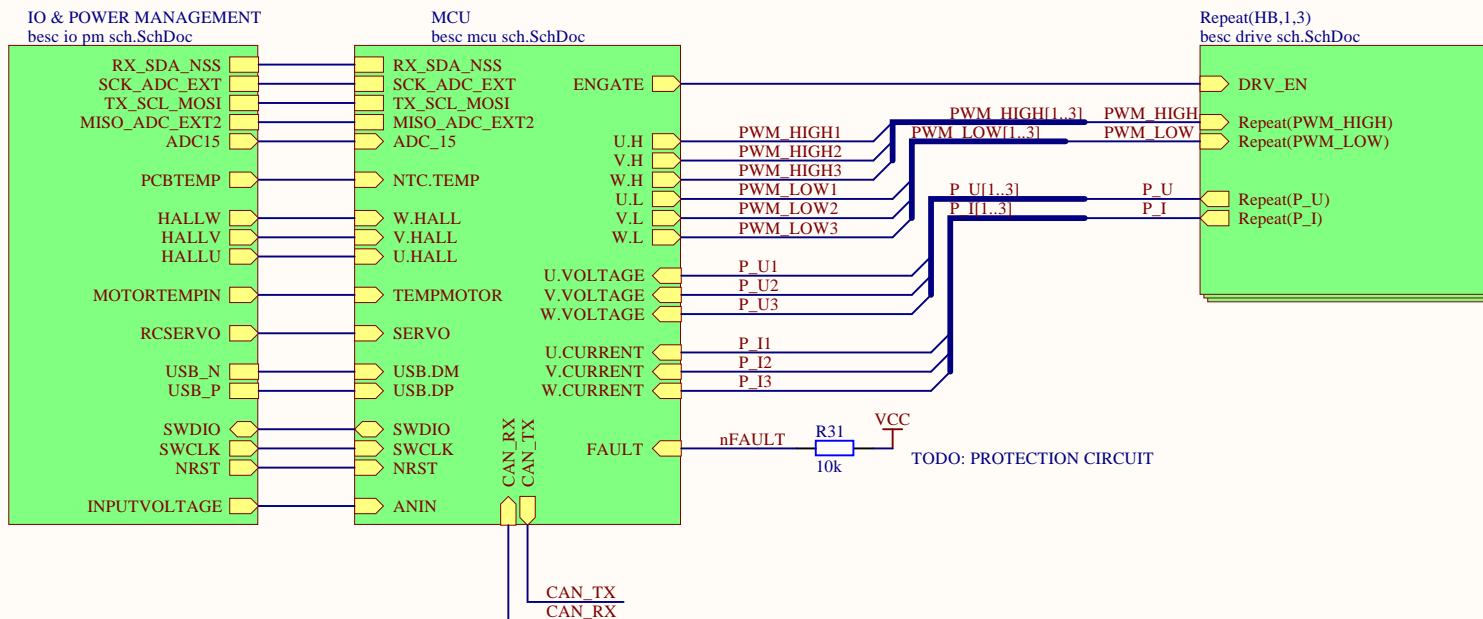 IO & POWER MANAGEMENT
besc io pm sch.SchDoc
RX_SDA_NSS
SCK_ADC_EXT
TX_SCL_MOSI
MISO_ADC_EXT2
ADC15
PCBTEMP
HALLW
HALLV
HALLU
MOTORTEMPIN
RCSERVO
USB_N
USB_P
SWDIO
SWCLK
NRST
INPUTVOLTAGE
MCU
besc mcu sch.SchDoc
RX_SDA_NSS
SCK_ADC_EXT
TX_SCL_MOSI
MISO_ADC_EXT2
ADC_15
NTC.TEMP
W.HALL
V.HALL
U.HALL
TEMPMOTOR
SERVO
USB.DM
USB.DP
SWDIO
SWCLK
NRST
ANIN
ENGATE
U.H
V.H
W.H
U.L
V.L
W.L
U.VOLTAGE
V.VOLTAGE
W.VOLTAGE
U.CURRENT
V.CURRENT
W.CURRENT
FAULT
CAN_RX
CAN_TX
PWM_HIGH1
PWM_HIGH2
PWM_HIGH3
PWM_LOW1
PWM_LOW2
PWM_LOW3
P_U1
P_U2
P_U3
P_I1
P_I2
P_I3
nFAULT
R31
10k
VCC
TODO: PROTECTION CIRCUIT
PWM_HIGH[1..3]
PWM_LOW[1..3]
P_U[1..3]
P_I[1..3]
PWM_HIGH
PWM_LOW
P_U
P_I
Repeat(HB,1,3)
besc drive sch.SchDoc
DRV_EN
Repeat(PWM_HIGH)
Repeat(PWM_LOW)
Repeat(P_U)
Repeat(P_I)
CAN_TX
CAN_RX